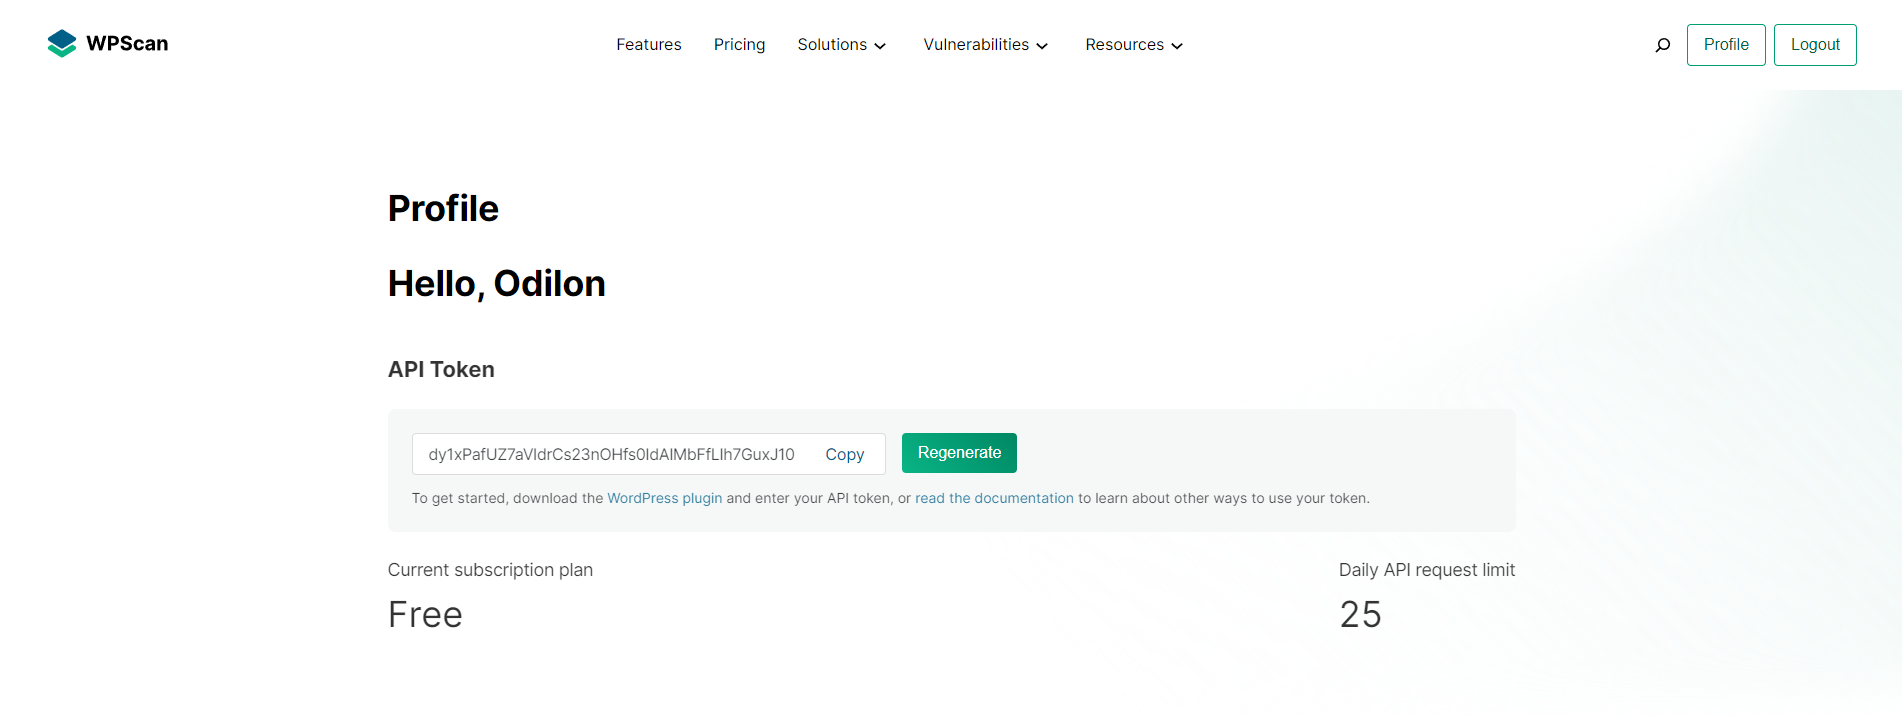 WPScan
Features Pricing Solutions Vulnerabilities Resources
Profile Logout
Profile
Hello, Odilon
API Token
dy1xPafUZ7aVIdrCs23nOHfs0IdAIMbFfLIh7GuxJ10 Copy Regenerate
To get started, download the WordPress plugin and enter your API token, or read the documentation to learn about other ways to use your token.
Current subscription plan Daily API request limit
Free 25